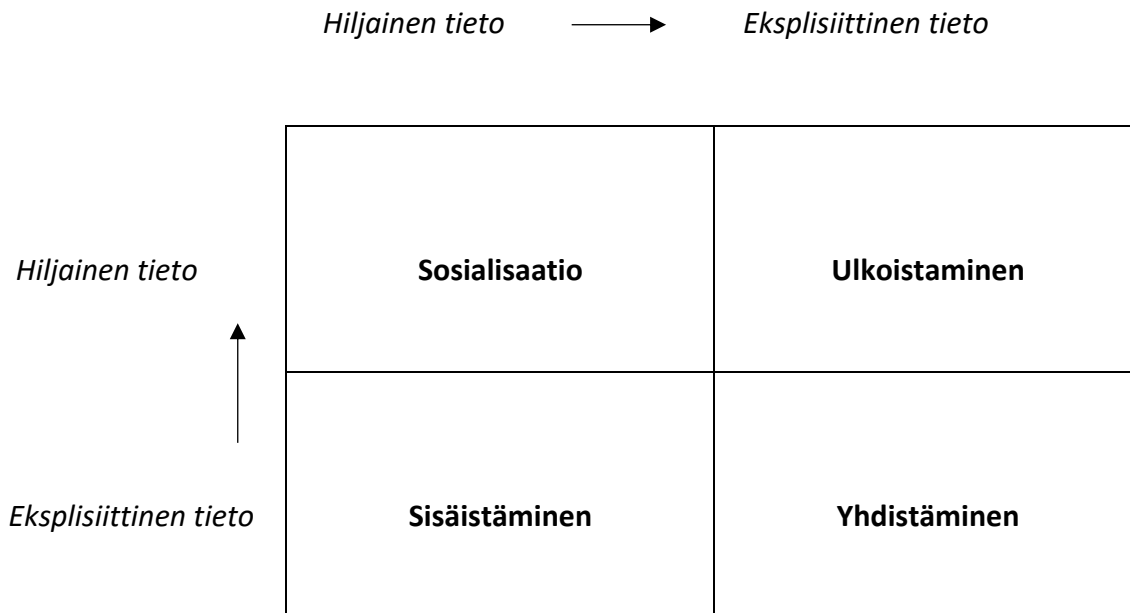 Hiljainen tieto Eksplisiittinen tieto
Hiljainen tieto Sosialisaatio Ulkoistaminen
Eksplisiittinen tieto Sisäistäminen Yhdistäminen